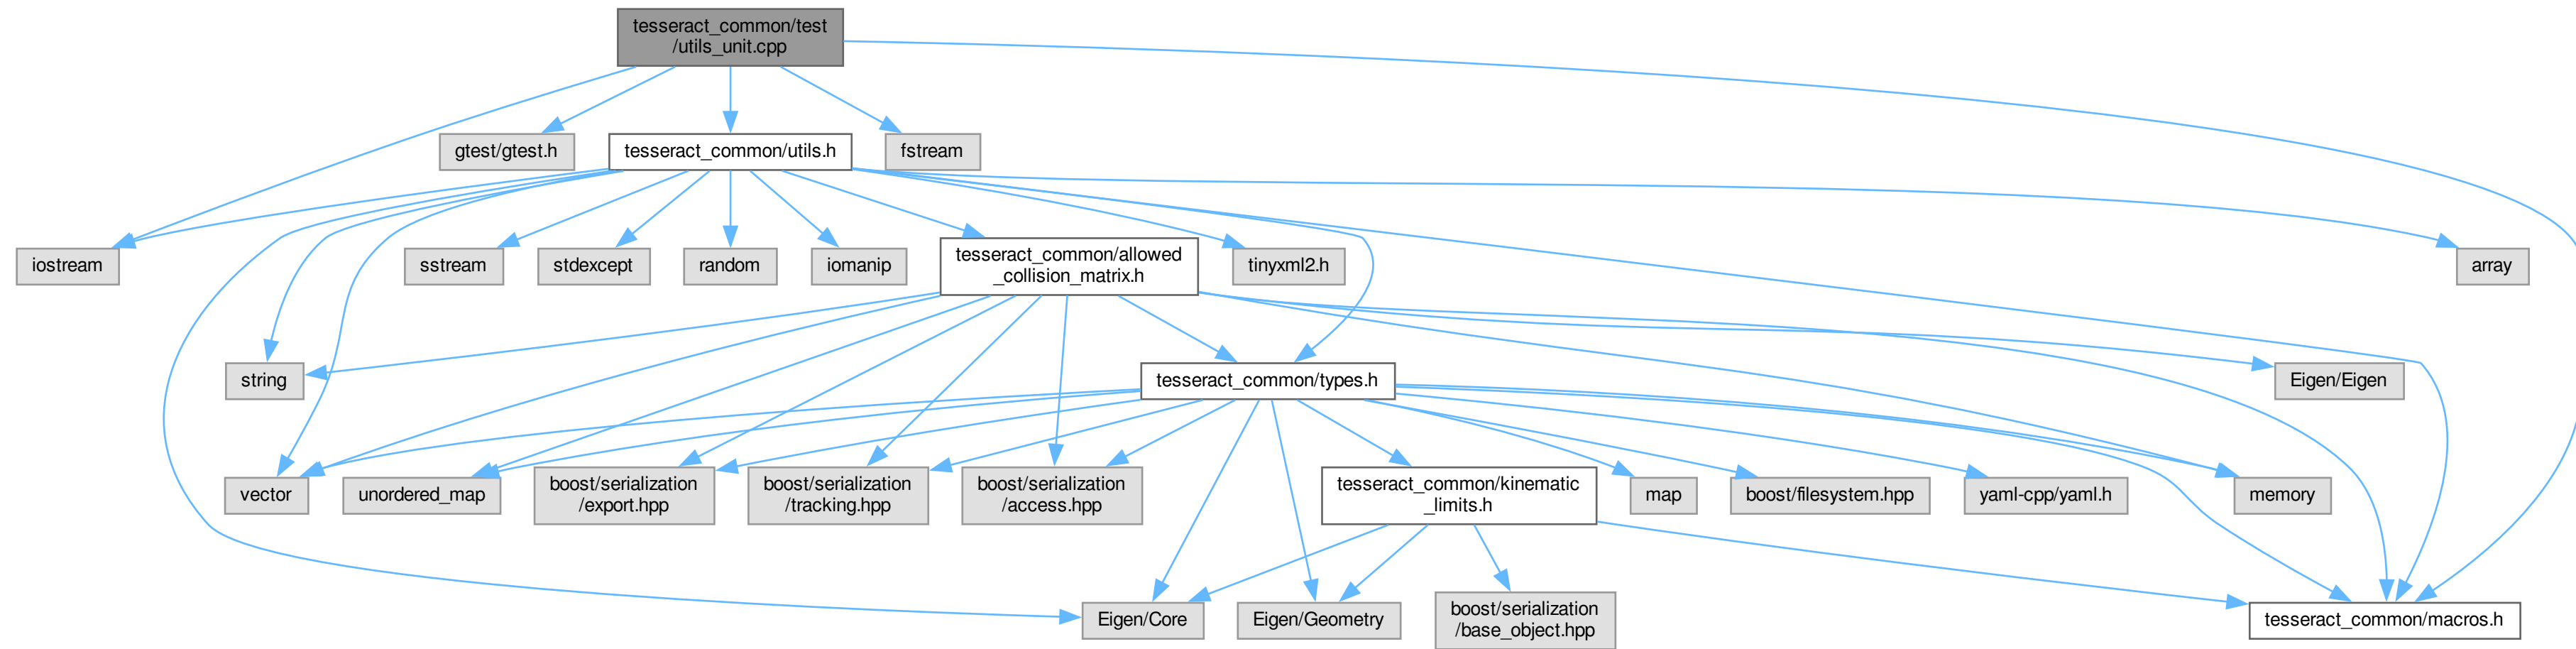 tesseract_common/test
/utils_unit.cpp
gtest/gtest.h
tesseract_common/utils.h
fstream
iostream
sstream
stdexcept
random
iomanip
tesseract_common/allowed
_collision_matrix.h
tinyxml2.h
array
string
tesseract_common/types.h
Eigen/Eigen
vector
unordered_map
boost/serialization
/export.hpp
boost/serialization
/tracking.hpp
boost/serialization
/access.hpp
tesseract_common/kinematic
_limits.h
map
boost/filesystem.hpp
yaml-cpp/yaml.h
memory
Eigen/Core
Eigen/Geometry
boost/serialization
/base_object.hpp
tesseract_common/macros.h